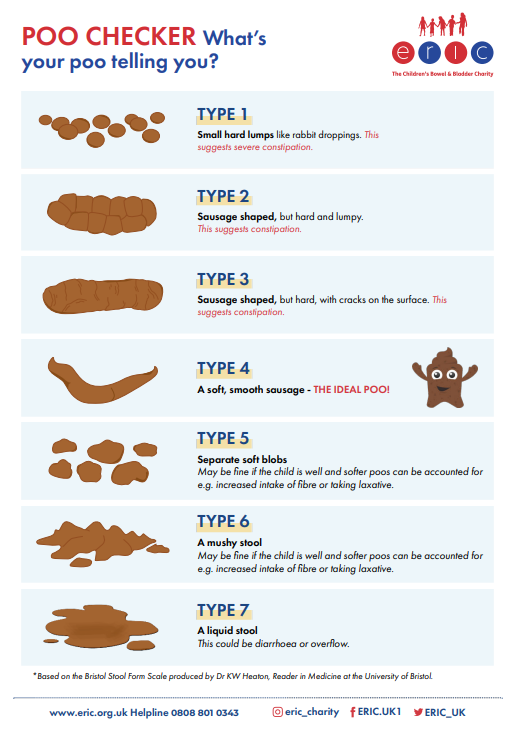 POO CHECKER What's
your poo telling you?
eric
The Children's Bowel & Bladder Charity
TYPE 1
Small hard lumps like rabbit droppings. This
suggests severe constipation.
TYPE 2
Sausage shaped, but hard and lumpy.
This suggests constipation.
TYPE 3
Sausage shaped, but hard, with cracks on the surface. This
suggests constipation.
TYPE 4
A soft, smooth sausage - THE IDEAL POO!
TYPE 5
Separate soft blobs
May be fine if the child is well and softer poos can be accounted for
e.g. increased intake of fibre or taking laxative.
TYPE 6
A mushy stool
May be fine if the child is well and softer poos can be accounted for
e.g. increased intake of fibre or taking laxative.
TYPE 7
A liquid stool
This could be diarrhoea or overflow.
*Based on the Bristol Stool Form Scale produced by Dr KW Heaton, Reader in Medicine at the University of Bristol.
www.eric.org.uk Helpline 0808 801 0343 eric_charity ERIC.UK1 ERIC_UK